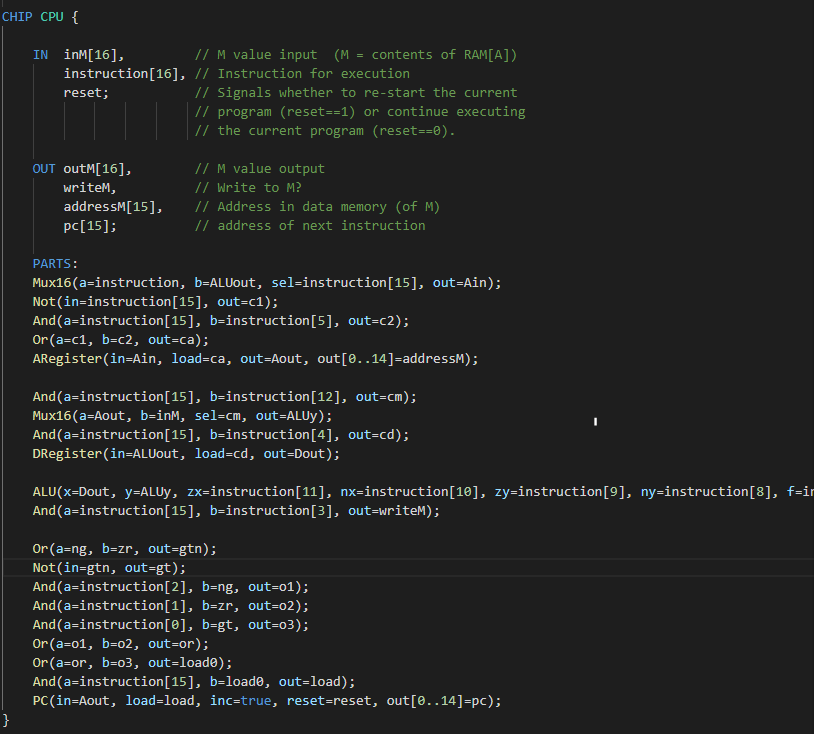 CHIP CPU {
IN  inM[16],         // M value input  (M = contents of RAM[A])
    instruction[16], // Instruction for execution
    reset;           // Signals whether to re-start the current
                     // program (reset==1) or continue executing
                     // the current program (reset==0).
OUT outM[16],        // M value output
    writeM,          // Write to M?
    addressM[15],    // Address in data memory (of M)
    pc[15];          // address of next instruction
PARTS:
Mux16(a=instruction, b=ALUout, sel=instruction[15], out=Ain);
Not(in=instruction[15], out=c1);
And(a=instruction[15], b=instruction[5], out=c2);
Or(a=c1, b=c2, out=ca);
ARegister(in=Ain, load=ca, out=Aout, out[0..14]=addressM);
And(a=instruction[15], b=instruction[12], out=cm);
Mux16(a=Aout, b=inM, sel=cm, out=ALUy);
And(a=instruction[15], b=instruction[4], out=cd);
DRegister(in=ALUout, load=cd, out=Dout);
ALU(x=Dout, y=ALUy, zx=instruction[11], nx=instruction[10], zy=instruction[9], ny=instruction[8], f=in
And(a=instruction[15], b=instruction[3], out=writeM);
Or(a=ng, b=zr, out=gtn);
Not(in=gtn, out=gt);
And(a=instruction[2], b=ng, out=o1);
And(a=instruction[1], b=zr, out=o2);
And(a=instruction[0], b=gt, out=o3);
Or(a=o1, b=o2, out=or);
Or(a=or, b=o3, out=load0);
And(a=instruction[15], b=load0, out=load);
PC(in=Aout, load=load, inc=true, reset=reset, out[0..14]=pc);
}